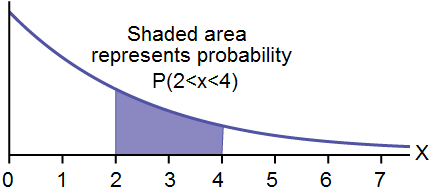 Shaded area
represents probability
P(2<x<4)
X
0 1 2 3 4 5 6 7